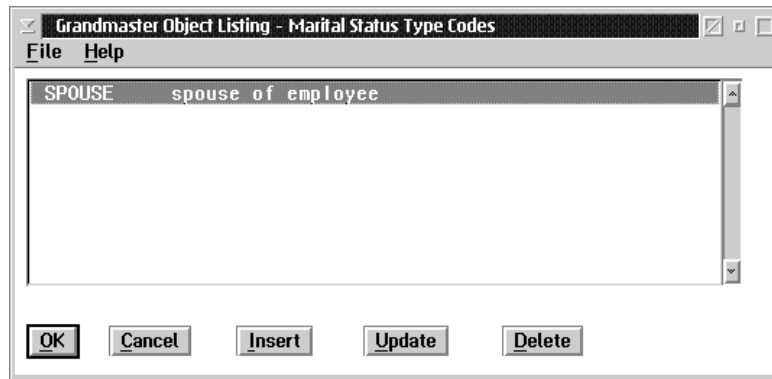 Grandmaster Object Listing - Marital Status Type Codes
File Help
SPOUSE spouse of employee
OK Cancel Insert Update Delete